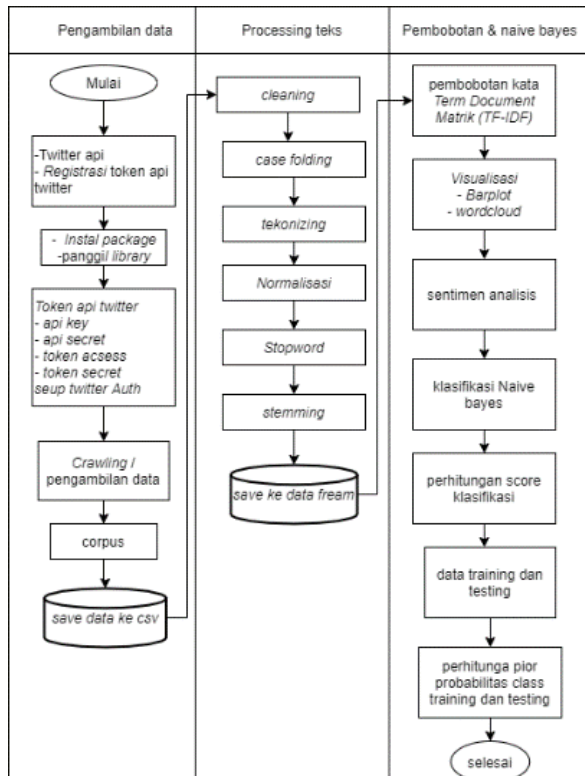 Pengambilan data
Mulai
-Twitter api
- Registrasi token api
twitter
- Instal package
-panggil library
Token api twitter
- api key
- api secret
- token acsess
- token secret
seup twitter Auth
Crawling /
pengambilan data
corpus
save data ke csv
Processing teks
cleaning
case folding
tekonizing
Normalisasi
Stopword
stemming
save ke data fream
Pembobotan & naive bayes
pembobotan kata
Term Document
Matrik (TF-IDF)
Visualisasi
- Barplot
- wordcloud
sentimen analisis
klasifikasi Naive
bayes
perhitungan score
klasifikasi
data training dan
testing
perhitunga pior
probabilitas class
training dan testing
selesai